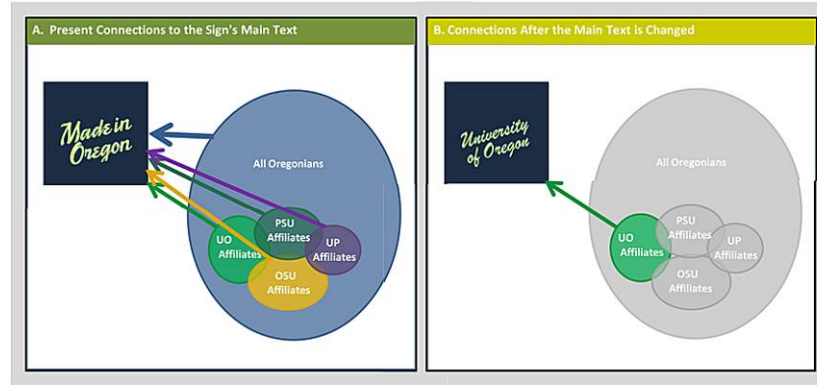 A. Present Connections to the Sign's Main Text
Made in
Oregon
All Oregonians
PSU
Affiliates
UO
Affiliates
UP
Affiliates
OSU
Affiliates
B. Connections After the Main Text is Changed
University
of Oregon
All Oregonians
PSU
Affiliates
UO
Affiliates
UP
Affiliates
OSU
Affiliates